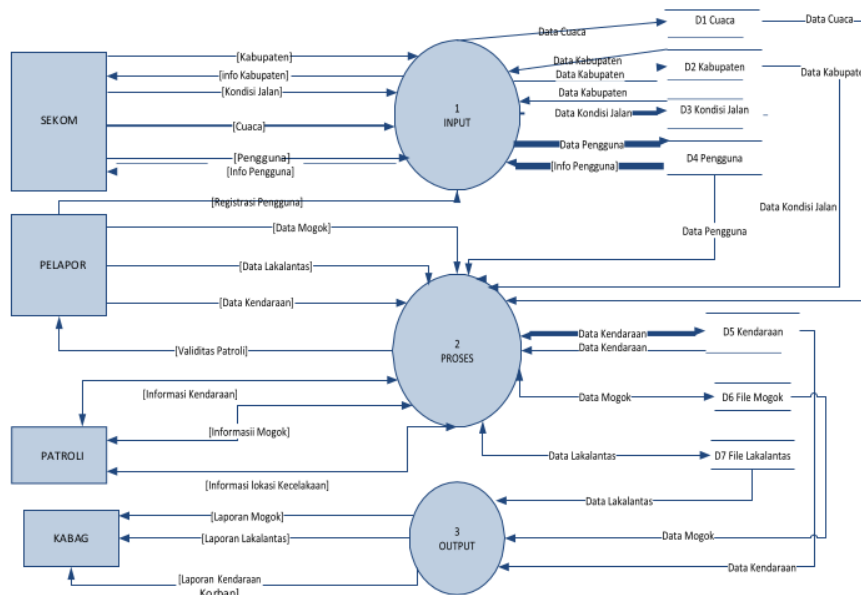 D1 Cuaca
Data Cuaca
Data Cuaca
[Kabupaten]
Data Kabupaten
D2 Kabupaten
Data Kabupaten
[info Kabupaten]
Data Kabupaten
[Kondisi Jalan]
Data Kabupaten
SEKOM
1
INPUT
Data Kondisi Jalan
D3 Kondisi Jalan
[Cuaca]
Data Pengguna
[Pengguna]
[Info Pengguna]
[Info Pengguna]
D4 Pengguna
[Registrasi Pengguna]
Data Kondisi Jalan
Data Pengguna
[Data Mogok]
PELAPOR
[Data Lakalantas]
[Data Kendaraan]
2
PROSES
Data Kendaraan
D5 Kendaraan
Data Kendaraan
[Validitas Patroli]
[Informasi Kendaraan]
Data Mogok
D6 File Mogok
[Informasii Mogok]
PATROLI
Data Lakalantas
D7 File Lakalantas
[Informasi lokasi Kecelakaan]
Data Lakalantas
[Laporan Mogok]
KABAG
[Laporan Lakalantas]
3
OUTPUT
Data Mogok
Data Kendaraan
[Laporan Kendaraan
Korban]